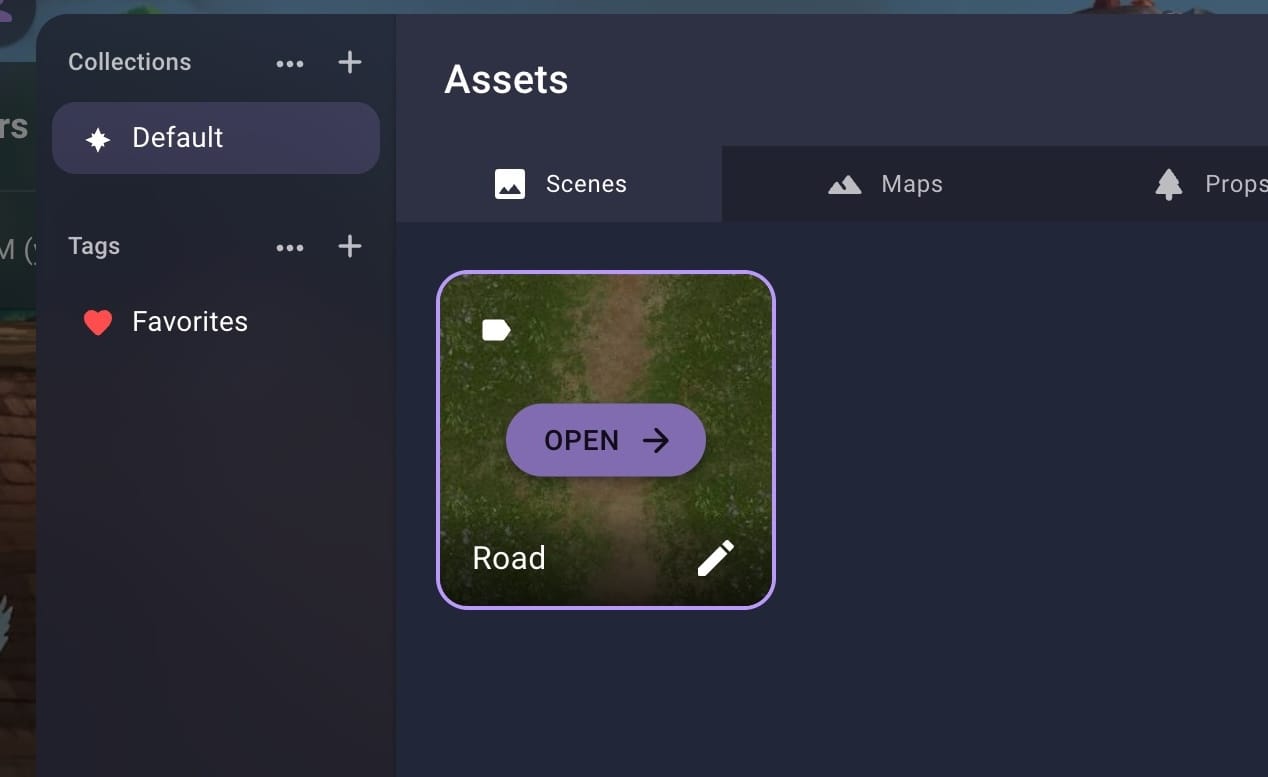 Collections
Default
Tags
Favorites
Assets
Scenes
Maps
Props
OPEN
Road